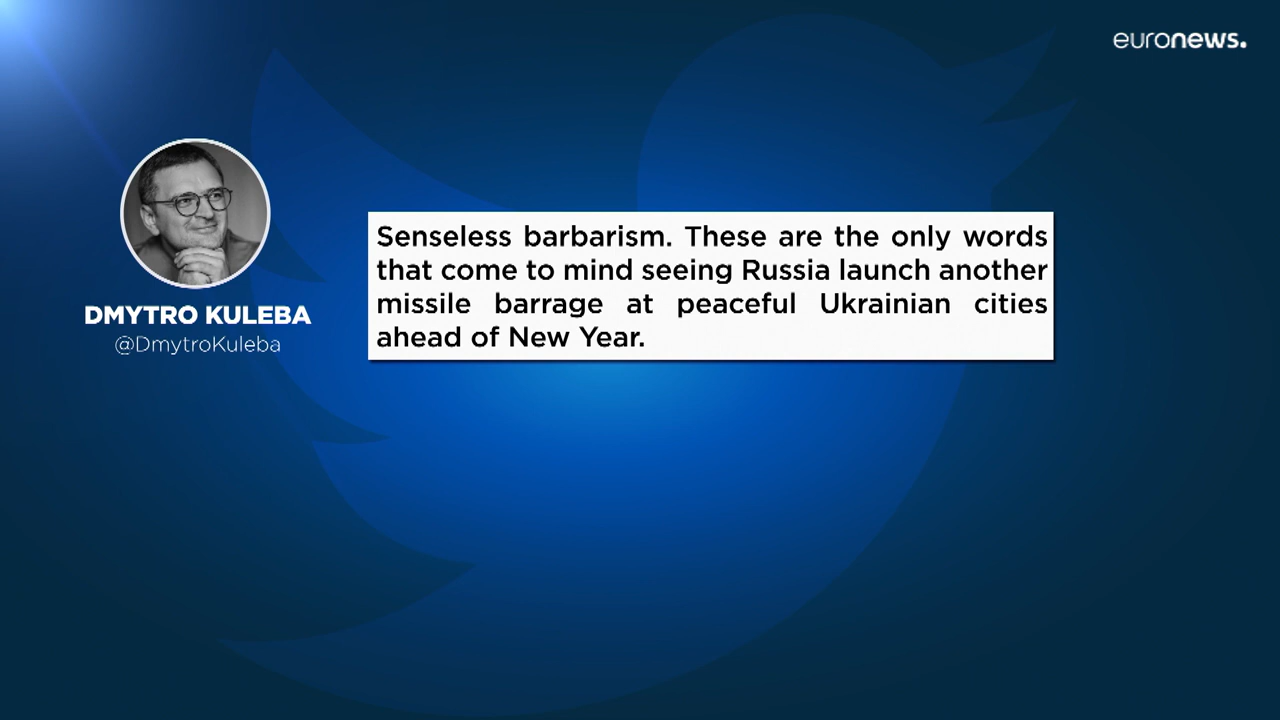 euronews.
Senseless barbarism. These are the only words
that come to mind seeing Russia launch another
missile barrage at peaceful Ukrainian cities
ahead of New Year.
DMYTRO KULEBA
@DmytroKuleba